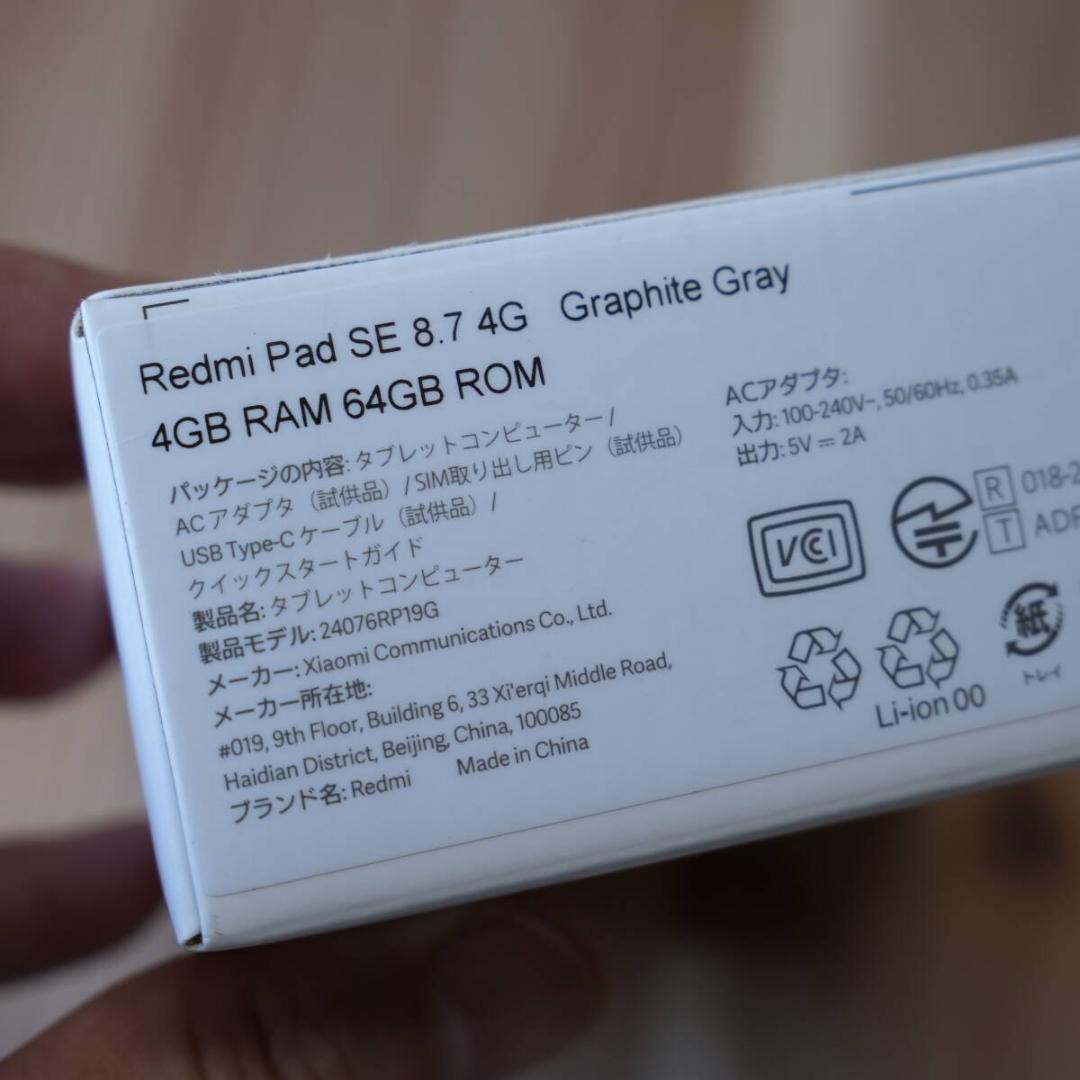 Redmi Pad SE 8.7 4G Graphite Gray
4GB RAM 64GB ROM
パッケージの内容: タブレットコンピューター /
ACアダプタ（試供品）/ SIM取り出し用ピン（試供品）
USB Type-C ケーブル（試供品）/
クイックスタートガイド
製品名: タブレットコンピューター
製品モデル: 24076RP19G
メーカー: Xiaomi Communications Co., Ltd.
メーカー所在地:
#019, 9th Floor, Building 6, 33 Xi'erqi Middle Road,
Haidian District, Beijing, China, 100085
ブランド名: Redmi Made in China
ACアダプタ:
入力: 100-240V~, 50/60Hz, 0.35A
出力: 5V ⎓ 2A
VCCI
R 018-2
T ADF
紙
トレイ
Li-ion 00